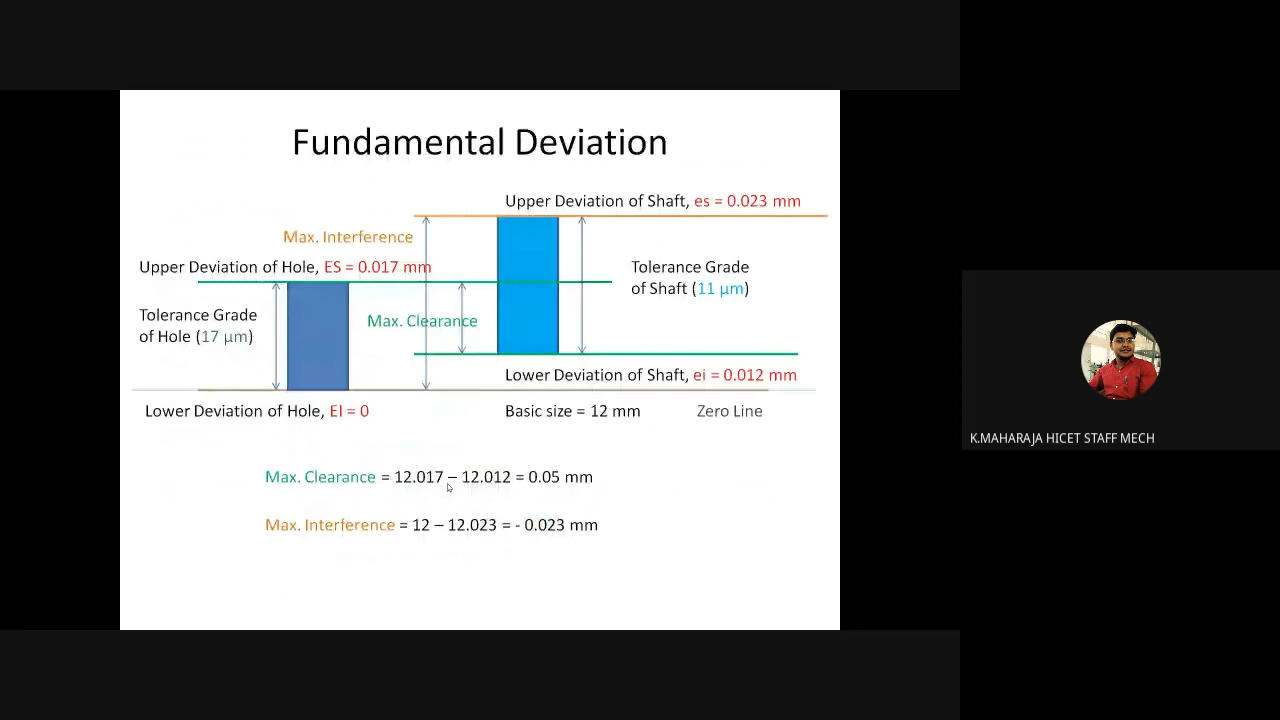 Fundamental Deviation
Upper Deviation of Shaft, es = 0.023 mm
Max. Interference
Upper Deviation of Hole, ES = 0.017 mm
Tolerance Grade
of Shaft (11 µm)
Tolerance Grade
of Hole (17 µm)
Max. Clearance
Lower Deviation of Shaft, ei = 0.012 mm
Lower Deviation of Hole, EI = 0
Basic size = 12 mm
Zero Line
Max. Clearance = 12.017 – 12.012 = 0.05 mm
Max. Interference = 12 – 12.023 = - 0.023 mm
K.MAHARAJA HICET STAFF MECH